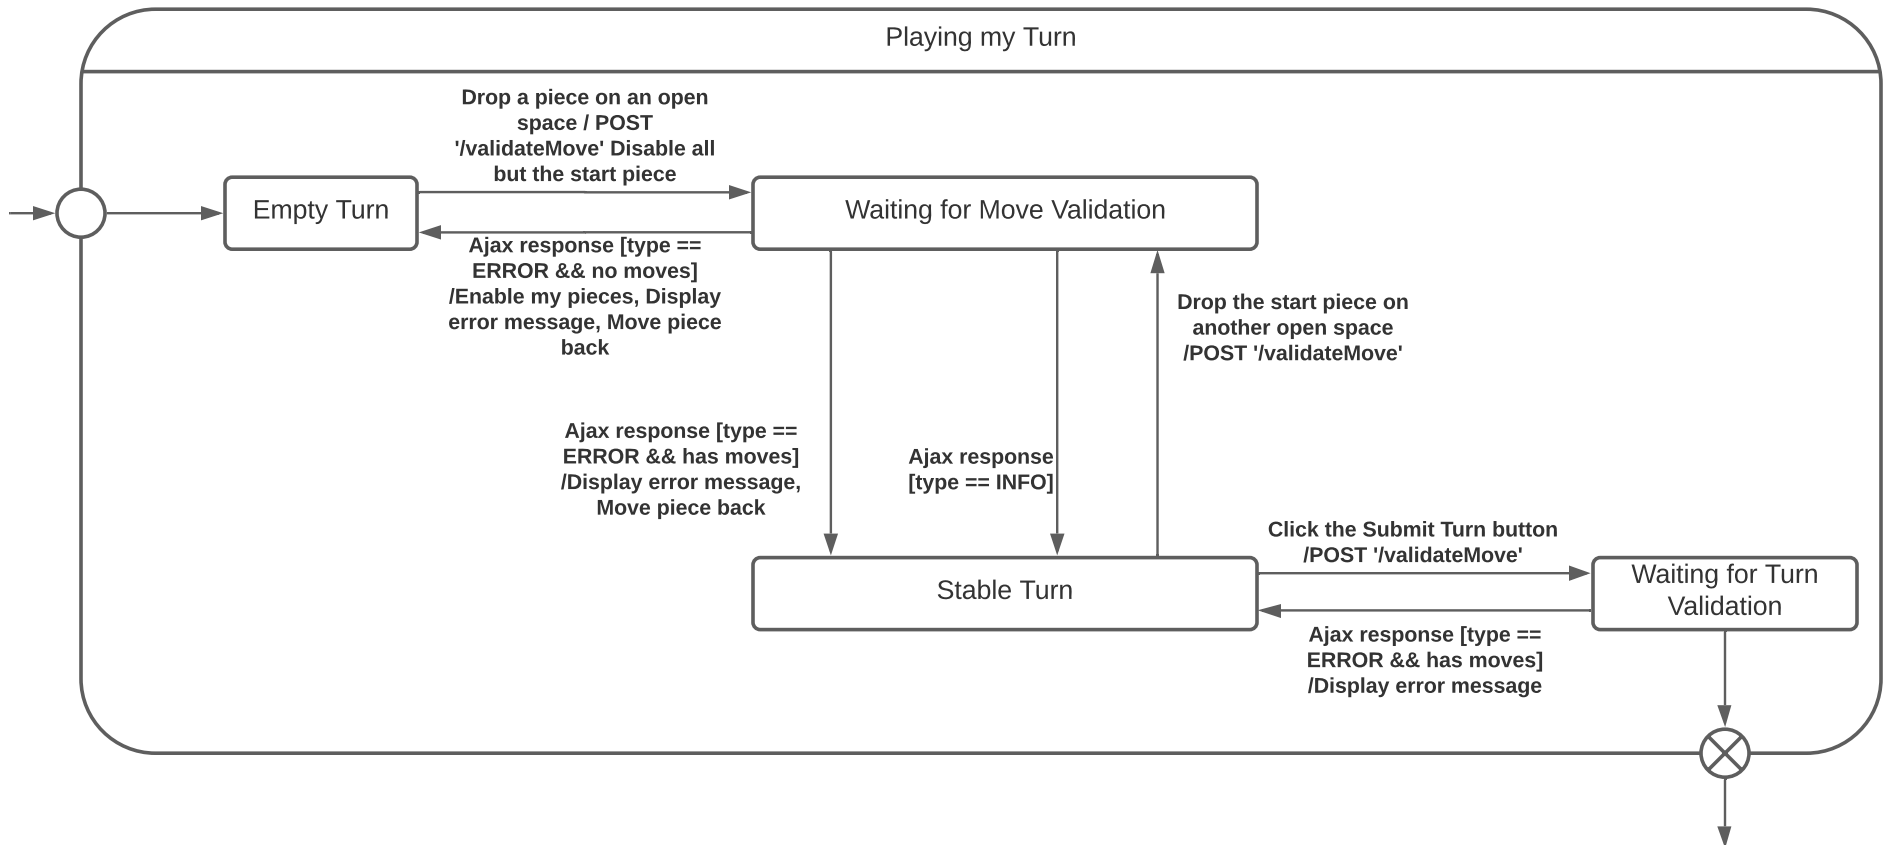 Playing my Turn
Drop a piece on an open
space / POST
'/validateMove' Disable all
but the start piece
Empty Turn
Waiting for Move Validation
Ajax response [type ==
ERROR && no moves]
/Enable my pieces, Display
error message, Move piece
back
Drop the start piece on
another open space
/POST '/validateMove'
Ajax response [type ==
ERROR && has moves]
/Display error message,
Move piece back
Ajax response
[type == INFO]
Click the Submit Turn button
/POST '/validateMove'
Stable Turn
Waiting for Turn
Validation
Ajax response [type ==
ERROR && has moves]
/Display error message